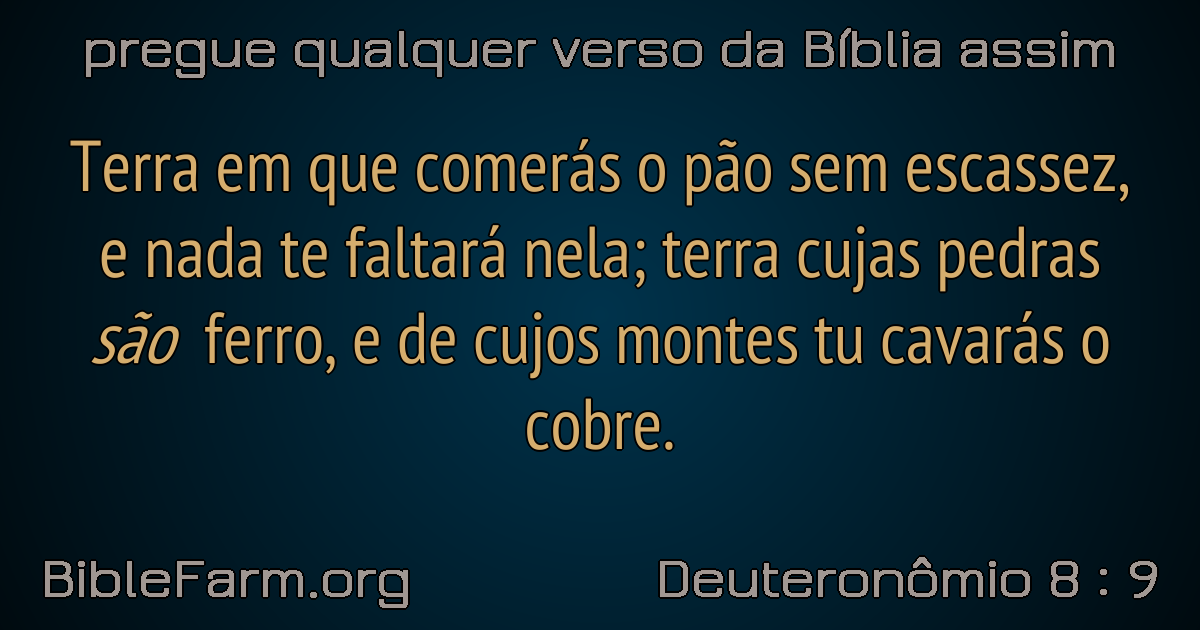 pregue qualquer verso da Bíblia assim
Terra em que comerás o pão sem escassez,
e nada te faltará nela; terra cujas pedras
são ferro, e de cujos montes tu cavarás o
cobre.
BibleFarm.org
Deuteronômio 8 : 9